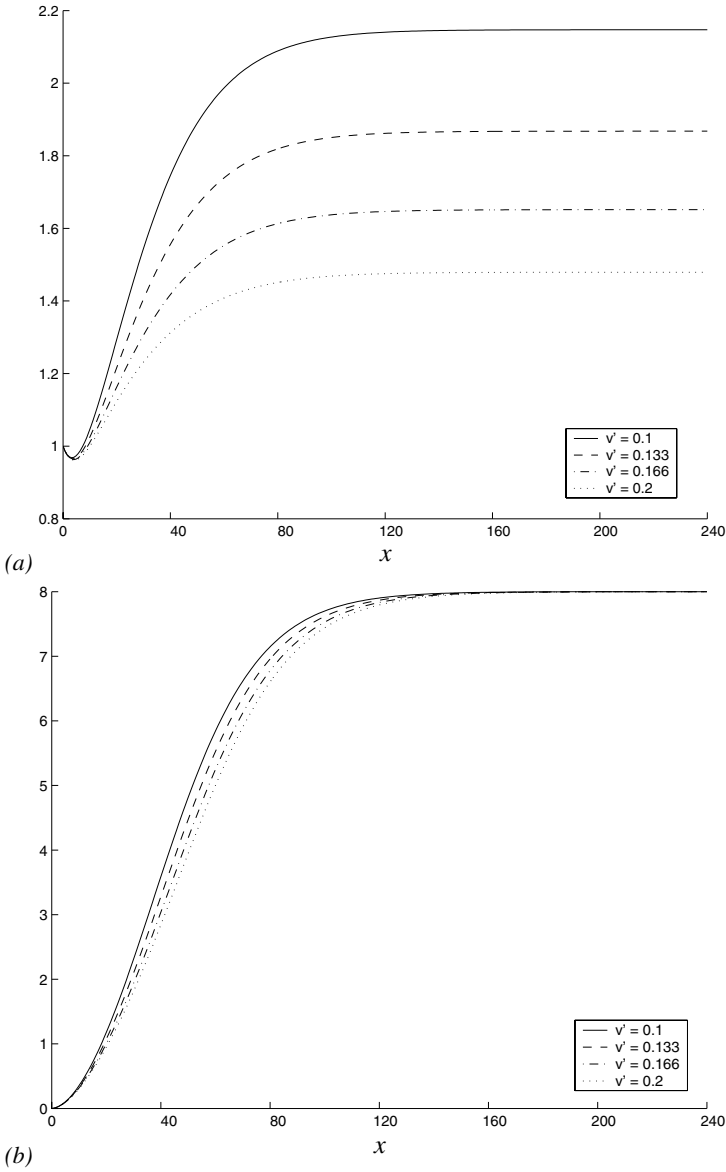 2.2
2
1.8
1.6
1.4
1.2
1
0.8
v' = 0.1
v' = 0.133
v' = 0.166
v' = 0.2
0 40 80 120 160 200 240
x
(a)
8
7
6
5
4
3
2
1
0
v' = 0.1
v' = 0.133
v' = 0.166
v' = 0.2
0 40 80 120 160 200 240
x
(b)